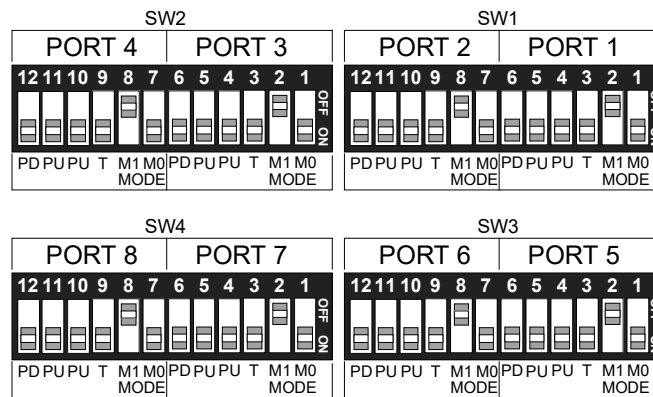 SW2 SW1
PORT 4 PORT 3 PORT 2 PORT 1
12 11 10 9 8 7 6 5 4 3 2 1 12 11 10 9 8 7 6 5 4 3 2 1
OFF OFF
ON ON
PD PU PU T M1 M0 PD PU PU T M1 M0 PD PU PU T M1 M0 PD PU PU T M1 M0
MODE MODE MODE MODE
SW4 SW3
PORT 8 PORT 7 PORT 6 PORT 5
12 11 10 9 8 7 6 5 4 3 2 1 12 11 10 9 8 7 6 5 4 3 2 1
OFF OFF
ON ON
PD PU PU T M1 M0 PD PU PU T M1 M0 PD PU PU T M1 M0 PD PU PU T M1 M0
MODE MODE MODE MODE